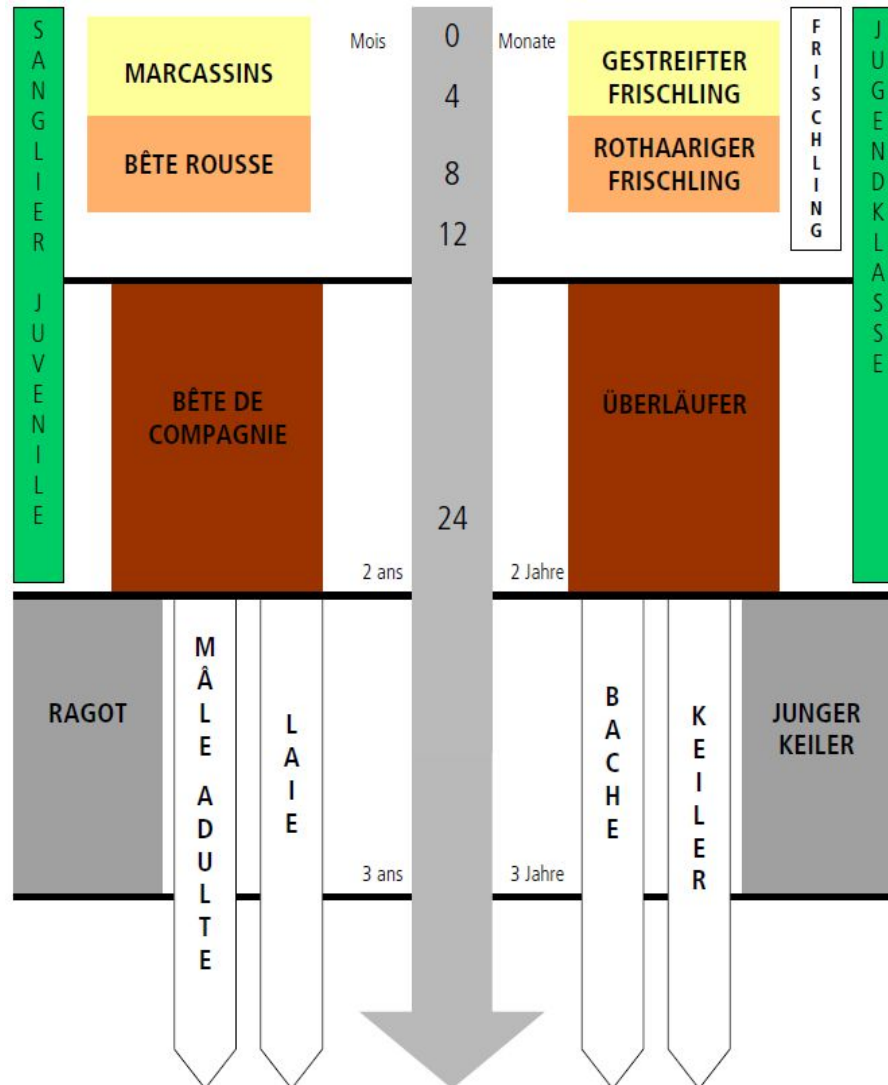 SANGLIER JUVENILE
MARCASSINS
BÊTE ROUSSE
BÊTE DE
COMPAGNIE
Mois
0
4
8
12
24
Monate
GESTREIFTER
FRISCHLING
ROTHAARIGER
FRISCHLING
FRISCHLING
JUGENDKLASSE
ÜBERLÄUFER
2 ans
2 Jahre
RAGOT
MÂLE ADULTE
LAIE
BACHE
KEILER
JUNGER
KEILER
3 ans
3 Jahre